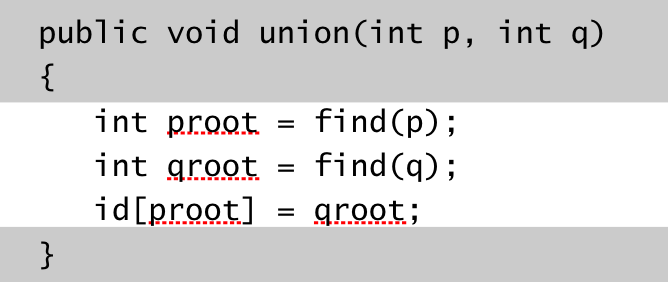 public void union(int p, int q)
{
int proot = find(p);
int qroot = find(q);
id[proot] = qroot;
}